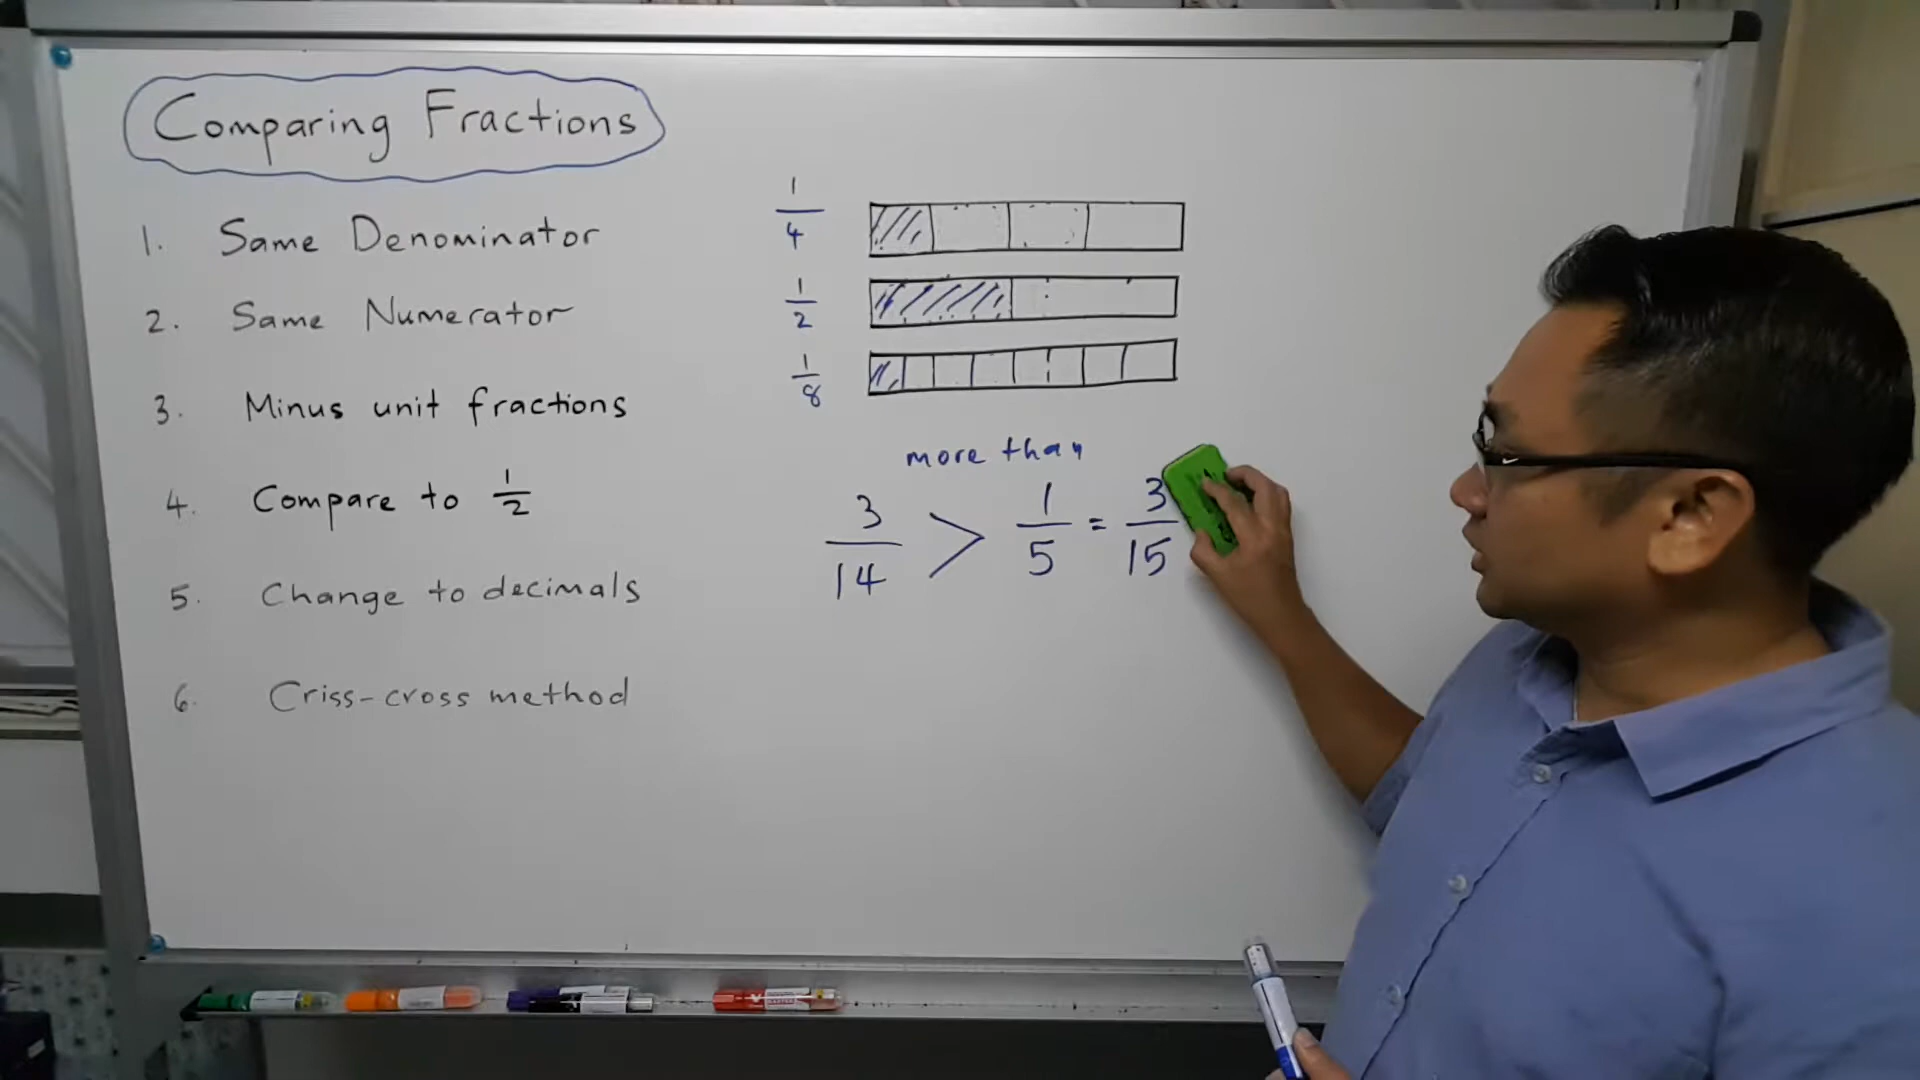 Comparing Fractions
1. Same Denominator
2. Same Numerator
3. Minus unit fractions
4. Compare to 1/2
5. Change to decimals
6. Criss-cross method
1/4
1/2
1/8
more than
3/14 > 1/5 = 3/15